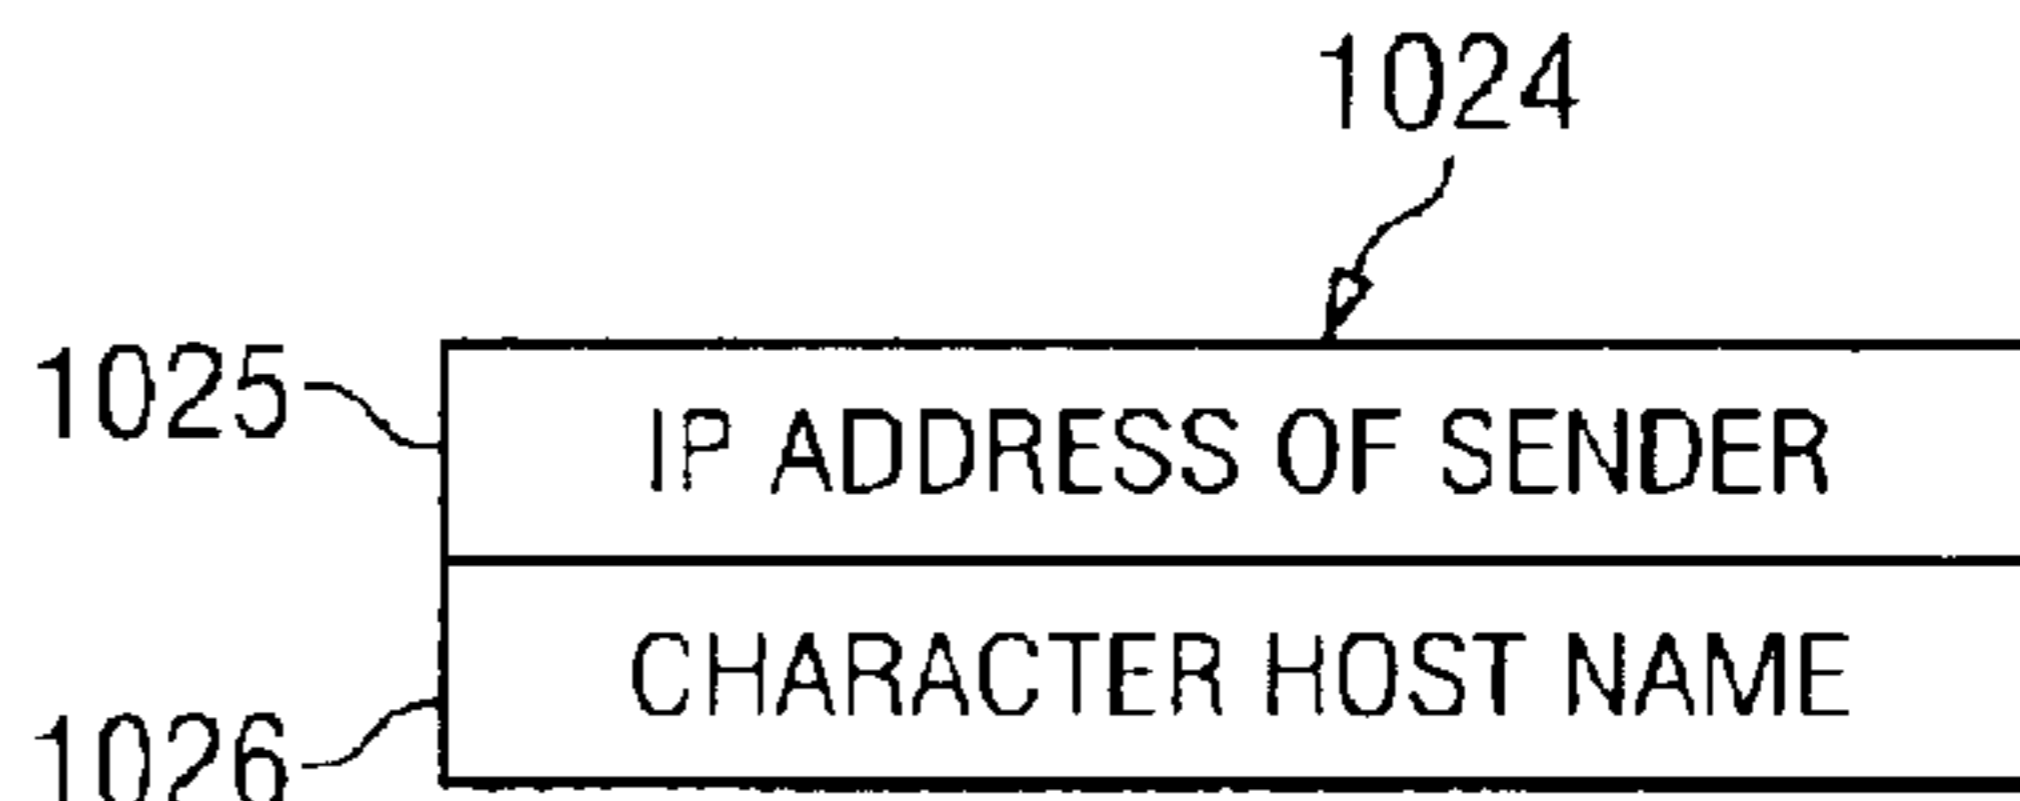 1024
1025
IP ADDRESS OF SENDER
CHARACTER HOST NAME
1026